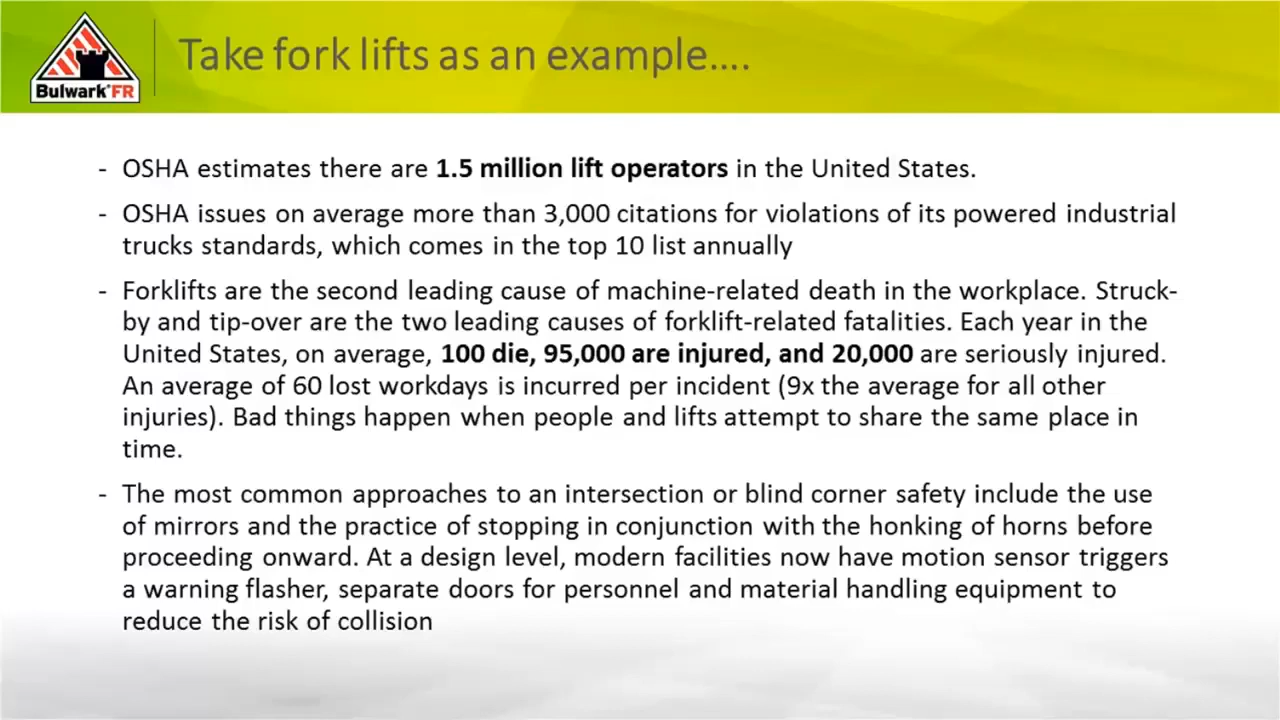 Take fork lifts as an example....
Bulwark®FR
- OSHA estimates there are 1.5 million lift operators in the United States.
- OSHA issues on average more than 3,000 citations for violations of its powered industrial
trucks standards, which comes in the top 10 list annually
- Forklifts are the second leading cause of machine-related death in the workplace. Struck-
by and tip-over are the two leading causes of forklift-related fatalities. Each year in the
United States, on average, 100 die, 95,000 are injured, and 20,000 are seriously injured.
An average of 60 lost workdays is incurred per incident (9x the average for all other
injuries). Bad things happen when people and lifts attempt to share the same place in
time.
- The most common approaches to an intersection or blind corner safety include the use
of mirrors and the practice of stopping in conjunction with the honking of horns before
proceeding onward. At a design level, modern facilities now have motion sensor triggers
a warning flasher, separate doors for personnel and material handling equipment to
reduce the risk of collision